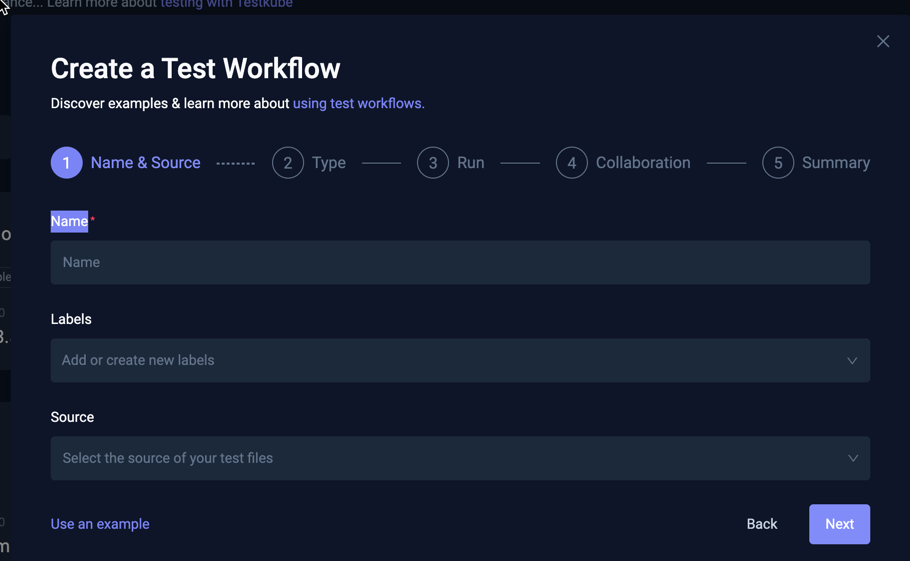 nce... Learn more about testing with Testkube
Create a Test Workflow
Discover examples & learn more about using test workflows.
1 Name & Source 2 Type 3 Run 4 Collaboration 5 Summary
Name *
Name
Labels
Add or create new labels
Source
Select the source of your test files
Use an example Back Next